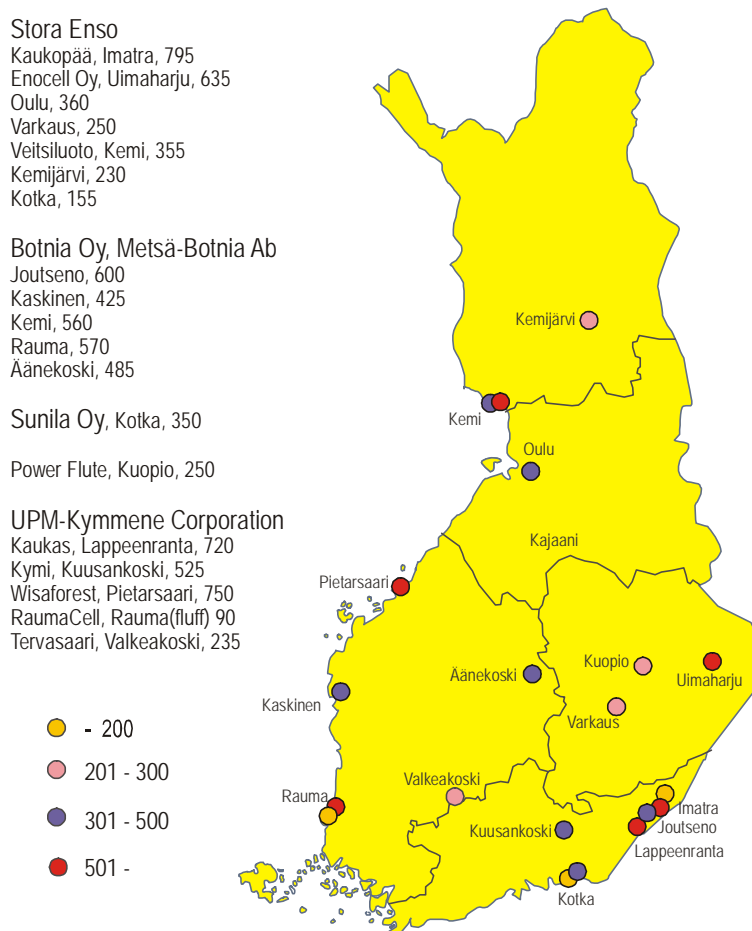 Stora Enso
Kaukopää, Imatra, 795
Enocell Oy, Uimaharju, 635
Oulu, 360
Varkaus, 250
Veitsiluoto, Kemi, 355
Kemijärvi, 230
Kotka, 155
Botnia Oy, Metsä-Botnia Ab
Joutseno, 600
Kaskinen, 425
Kemi, 560
Rauma, 570
Äänekoski, 485
Sunila Oy, Kotka, 350
Power Flute, Kuopio, 250
UPM-Kymmene Corporation
Kaukas, Lappeenranta, 720
Kymi, Kuusankoski, 525
Wisaforest, Pietarsaari, 750
RaumaCell, Rauma(fluff) 90
Tervasaari, Valkeakoski, 235
- 200
201 - 300
301 - 500
501 -
Kemijärvi
Kemi
Oulu
Kajaani
Pietarsaari
Äänekoski
Kuopio
Uimaharju
Kaskinen
Varkaus
Valkeakoski
Rauma
Imatra
Kuusankoski
Joutseno
Lappeenranta
Kotka